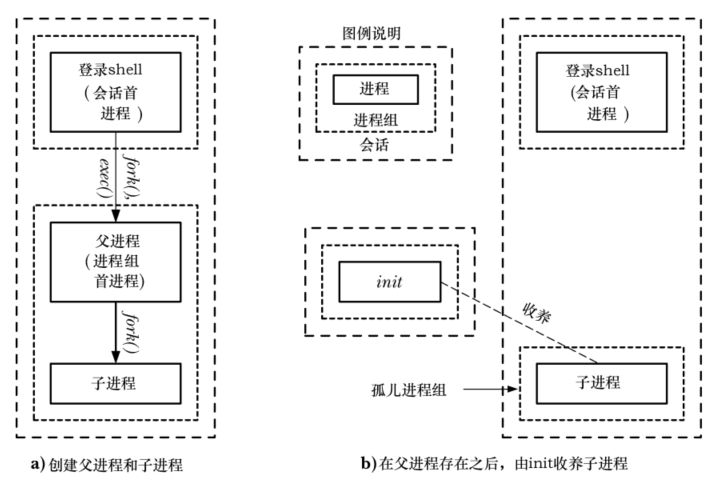 登录shell
(会话首
进程)
fork(),
exec()
父进程
(进程组
首进程)
fork()
子进程
a)创建父进程和子进程
图例说明
进程
进程组
会话
init
收养
孤儿进程组
登录shell
(会话首
进程)
子进程
b)在父进程存在之后，由init收养子进程